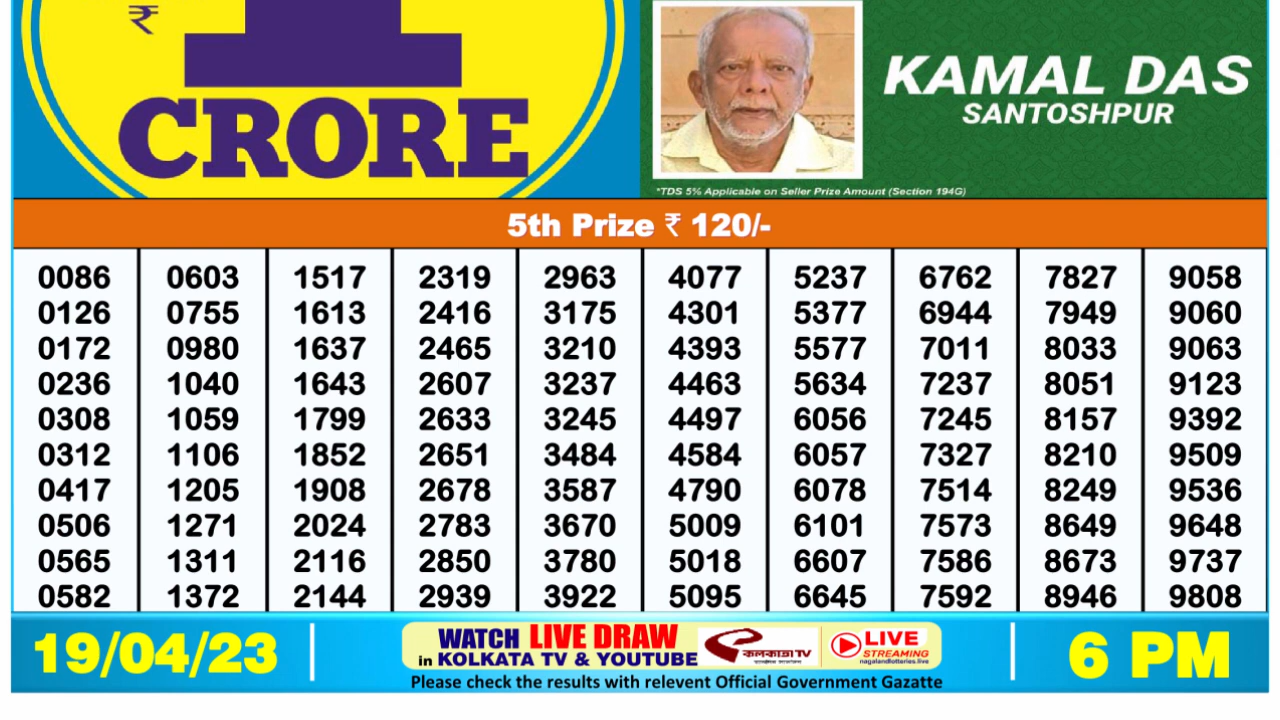 ₹
1
CRORE
KAMAL DAS
SANTOSHPUR
*TDS 5% Applicable on Seller Prize Amount (Section 194G)
5th Prize ₹ 120/-
0086 0603 1517 2319 2963 4077 5237 6762 7827 9058
0126 0755 1613 2416 3175 4301 5377 6944 7949 9060
0172 0980 1637 2465 3210 4393 5577 7011 8033 9063
0236 1040 1643 2607 3237 4463 5634 7237 8051 9123
0308 1059 1799 2633 3245 4497 6056 7245 8157 9392
0312 1106 1852 2651 3484 4584 6057 7327 8210 9509
0417 1205 1908 2678 3587 4790 6078 7514 8249 9536
0506 1271 2024 2783 3670 5009 6101 7573 8649 9648
0565 1311 2116 2850 3780 5018 6607 7586 8673 9737
0582 1372 2144 2939 3922 5095 6645 7592 8946 9808
19/04/23
WATCH LIVE DRAW
in KOLKATA TV & YOUTUBE
কলকাতা TV
LIVE
STREAMING
nagalandlotteries.live
6 PM
Please check the results with relevent Official Government Gazatte